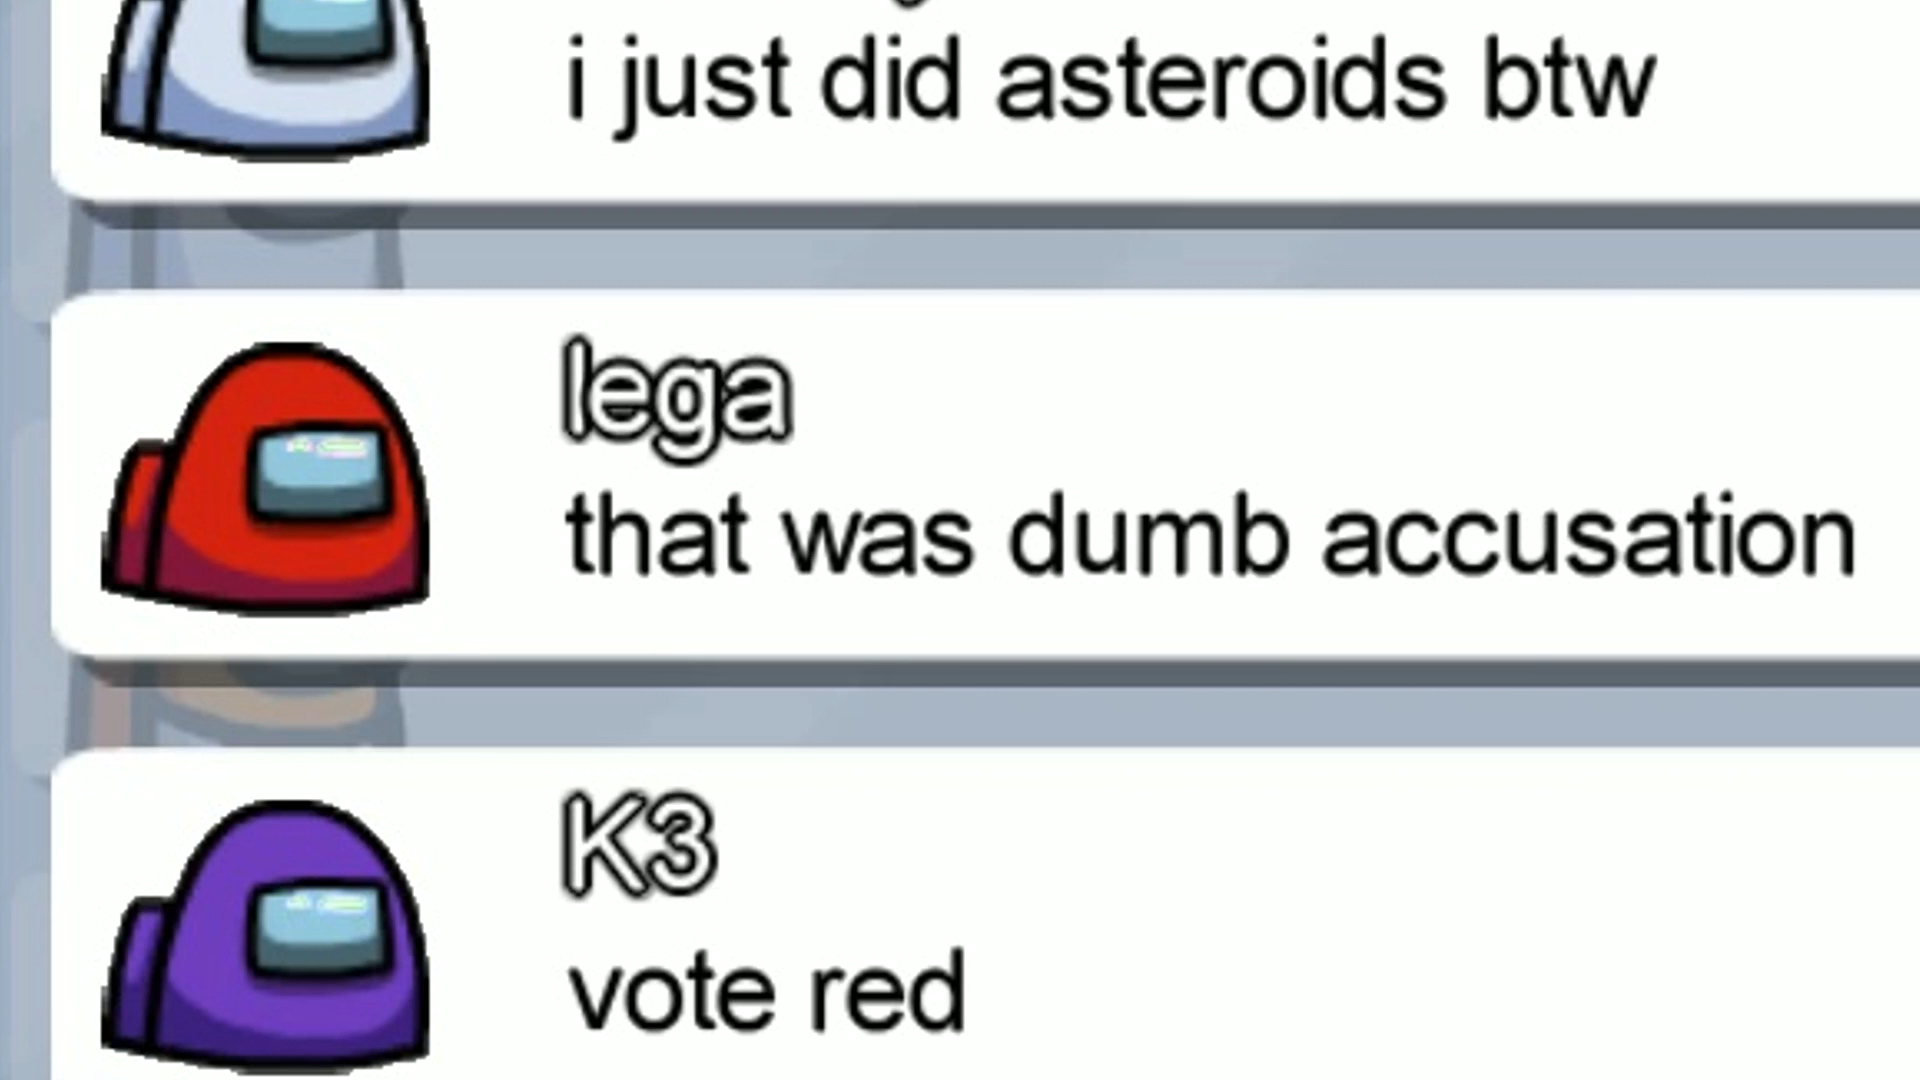 i just did asteroids btw
lega
that was dumb accusation
K3
vote red